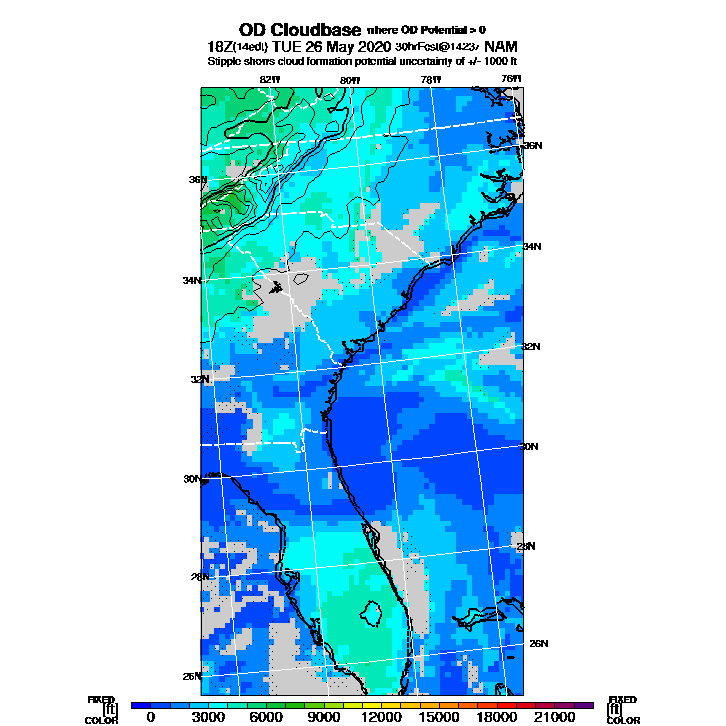 OD Cloudbase where OD Potential > 0
18Z(14edt) TUE 26 May 2020 30hrFcst@1423z NAM
Stipple shows cloud formation potential uncertainty of +/- 1000 ft
82W 80W 78W 76W
36N 36N
34N 34N
32N 32N
30N 30N
28N 28N
26N 26N
FIXED FIXED
[ft] [ft]
COLOR COLOR
0 3000 6000 9000 12000 15000 18000 21000